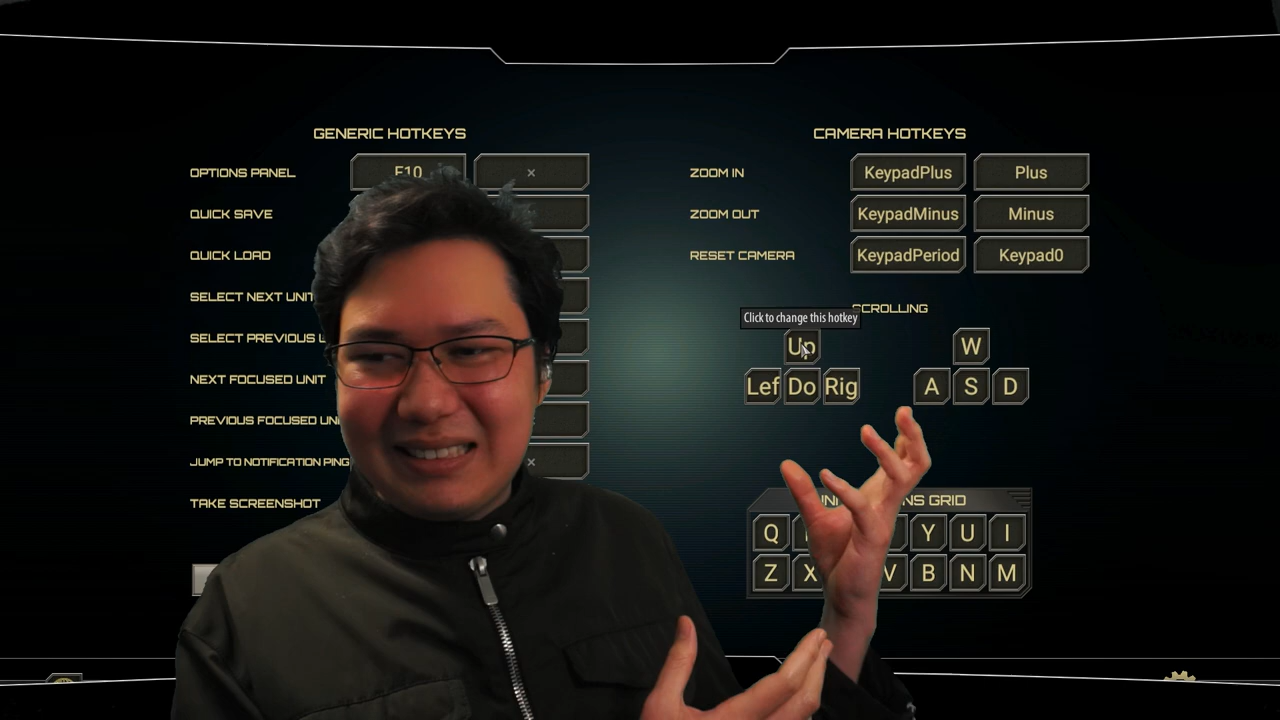 GENERIC HOTKEYS
OPTIONS PANEL F10 ×
QUICK SAVE
QUICK LOAD
SELECT NEXT UNIT
SELECT PREVIOUS
NEXT FOCUSED UNIT
PREVIOUS FOCUSED
JUMP TO NOTIFICATION PING ×
TAKE SCREENSHOT
CAMERA HOTKEYS
ZOOM IN KeypadPlus Plus
ZOOM OUT KeypadMinus Minus
RESET CAMERA KeypadPeriod Keypad0
SCROLLING
Click to change this hotkey
Up W
Lef Do Rig A S D
GRID
Q Y U I
Z X V B N M